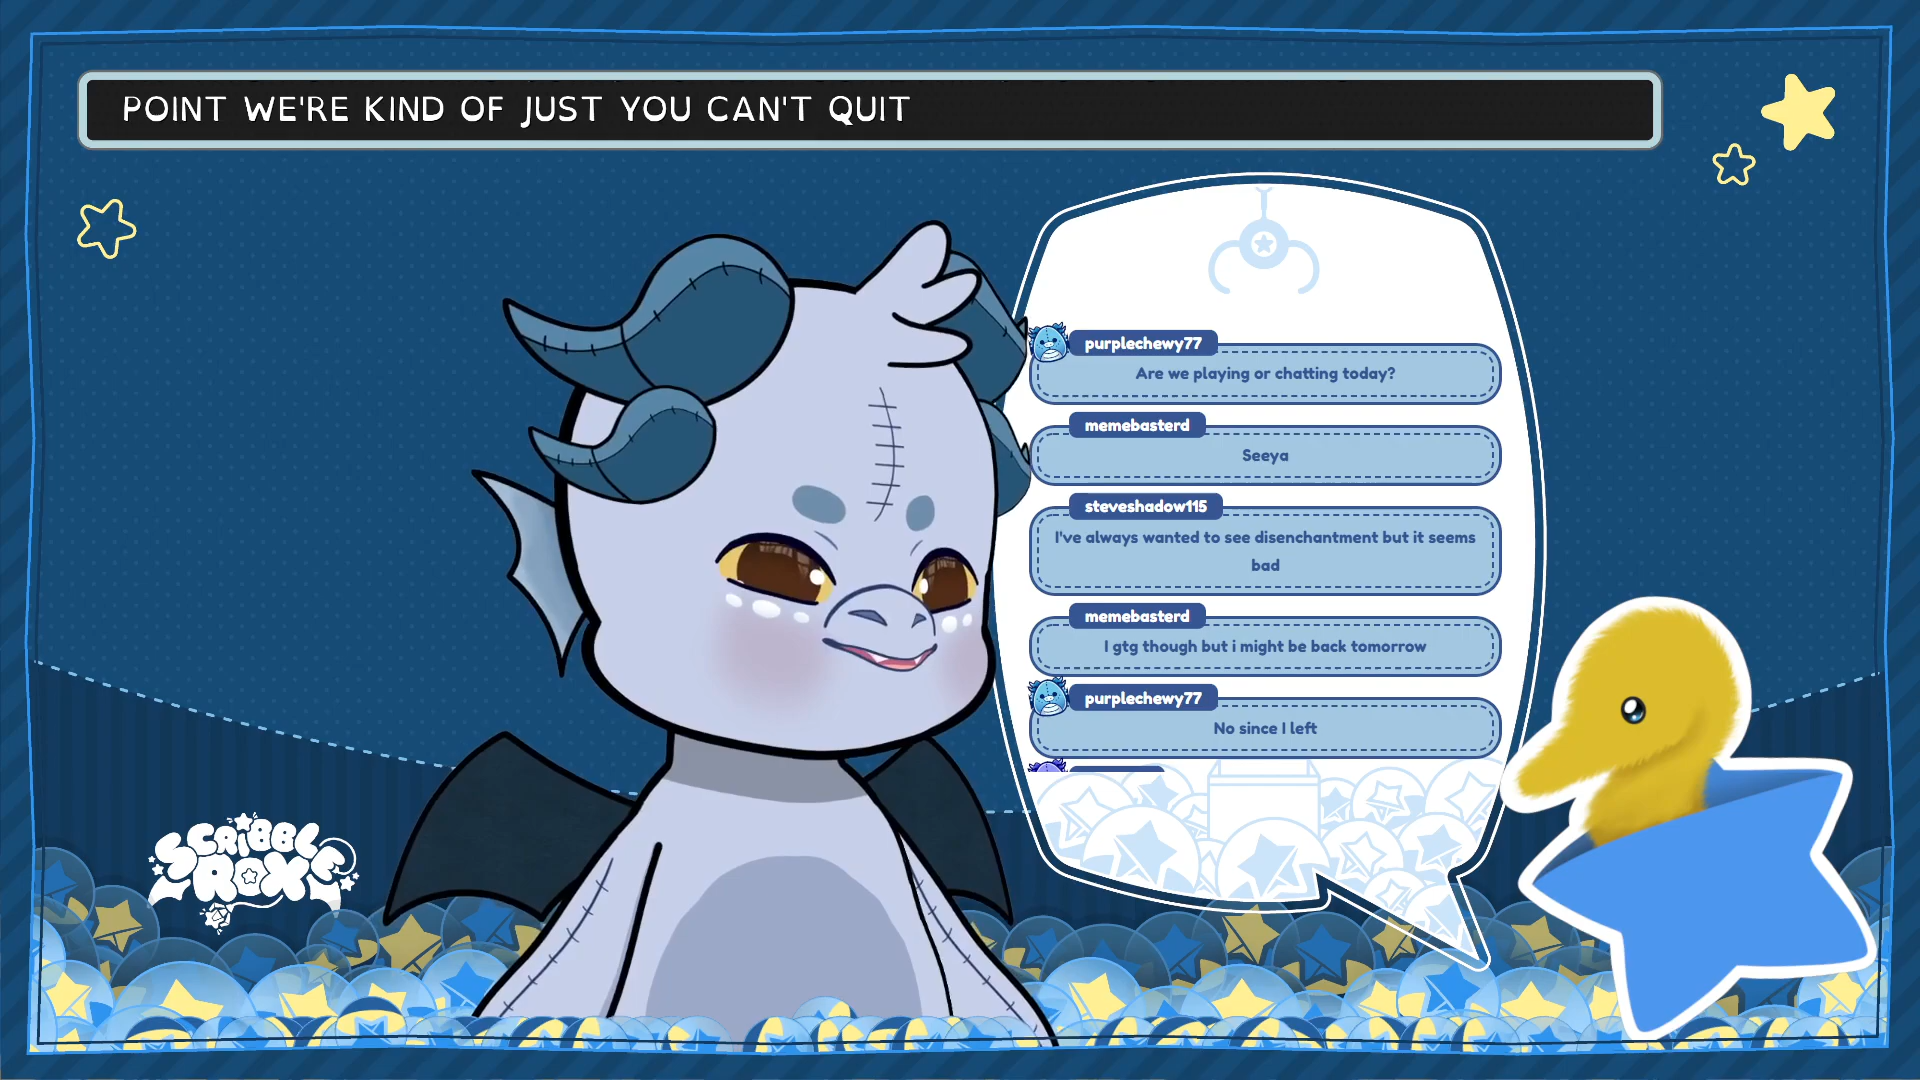 POINT WE'RE KIND OF JUST YOU CAN'T QUIT
purplechewy77
Are we playing or chatting today?
memebasterd
Seeya
steveshadow115
I've always wanted to see disenchantment but it seems
bad
memebasterd
I gtg though but i might be back tomorrow
purplechewy77
No since I left
SCRIBBLE
ROX